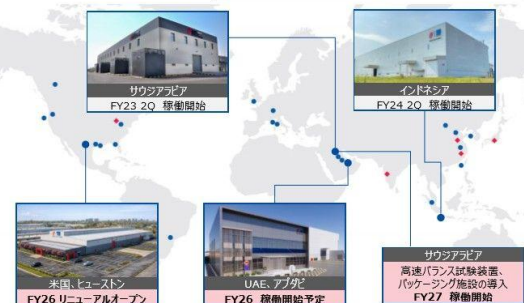 サウジアラビア
FY23 2Q 稼働開始
インドネシア
FY24 2Q 稼働開始
米国、ヒューストン
FY26 リニューアルオープン
UAE、アブダビ
FY26 稼働開始予定
サウジアラビア
高速バランス試験装置、
パッケージング施設の導入
FY27 稼働開始